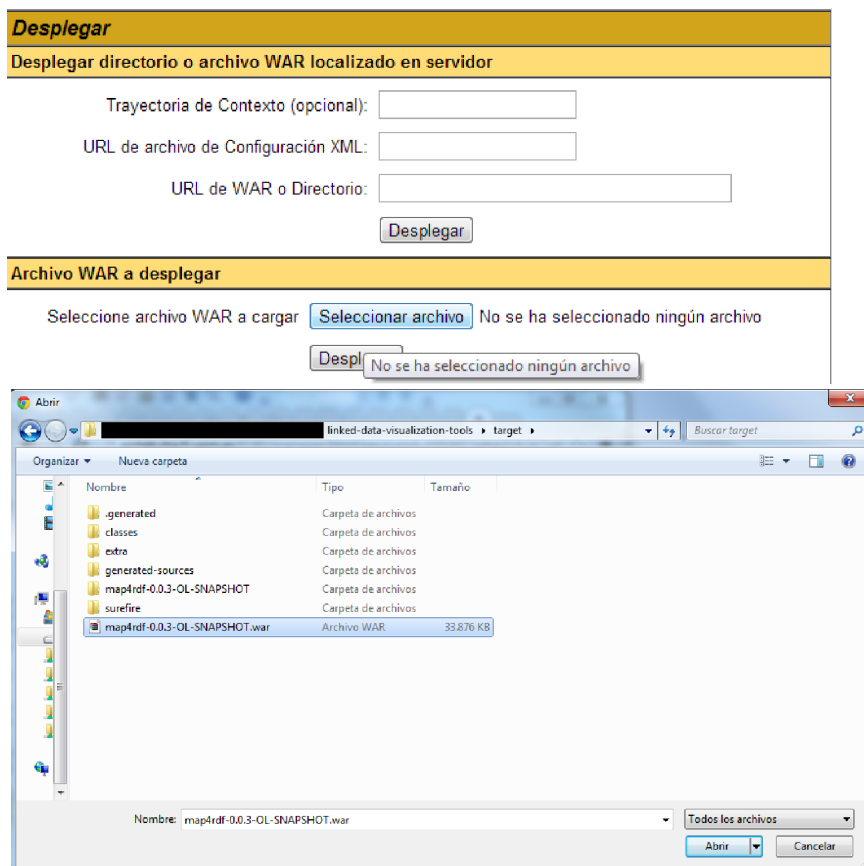 Desplegar
Desplegar directorio o archivo WAR localizado en servidor
Trayectoria de Contexto (opcional):
URL de archivo de Configuración XML:
URL de WAR o Directorio:
Desplegar
Archivo WAR a desplegar
Seleccione archivo WAR a cargar Seleccionar archivo No se ha seleccionado ningún archivo
Despl
No se ha seleccionado ningún archivo
Abrir
linked-data-visualization-tools target Buscar target
Organizar Nueva carpeta
Nombre Tipo Tamaño
.generated Carpeta de archivos
classes Carpeta de archivos
extra Carpeta de archivos
generated-sources Carpeta de archivos
map4rdf-0.0.3-OL-SNAPSHOT Carpeta de archivos
surefire Carpeta de archivos
map4rdf-0.0.3-OL-SNAPSHOT.war Archivo WAR 33.876 KB
Nombre: map4rdf-0.0.3-OL-SNAPSHOT.war Todos los archivos
Abrir Cancelar